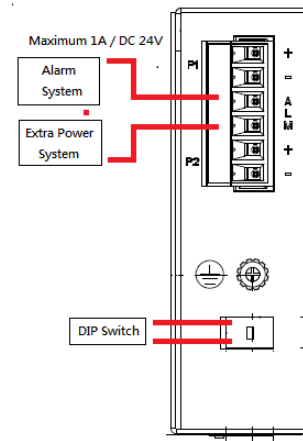 Maximum 1A / DC 24V
Alarm
System
Extra Power
System
P1
P2
+
-
A
L
M
+
-
DIP Switch